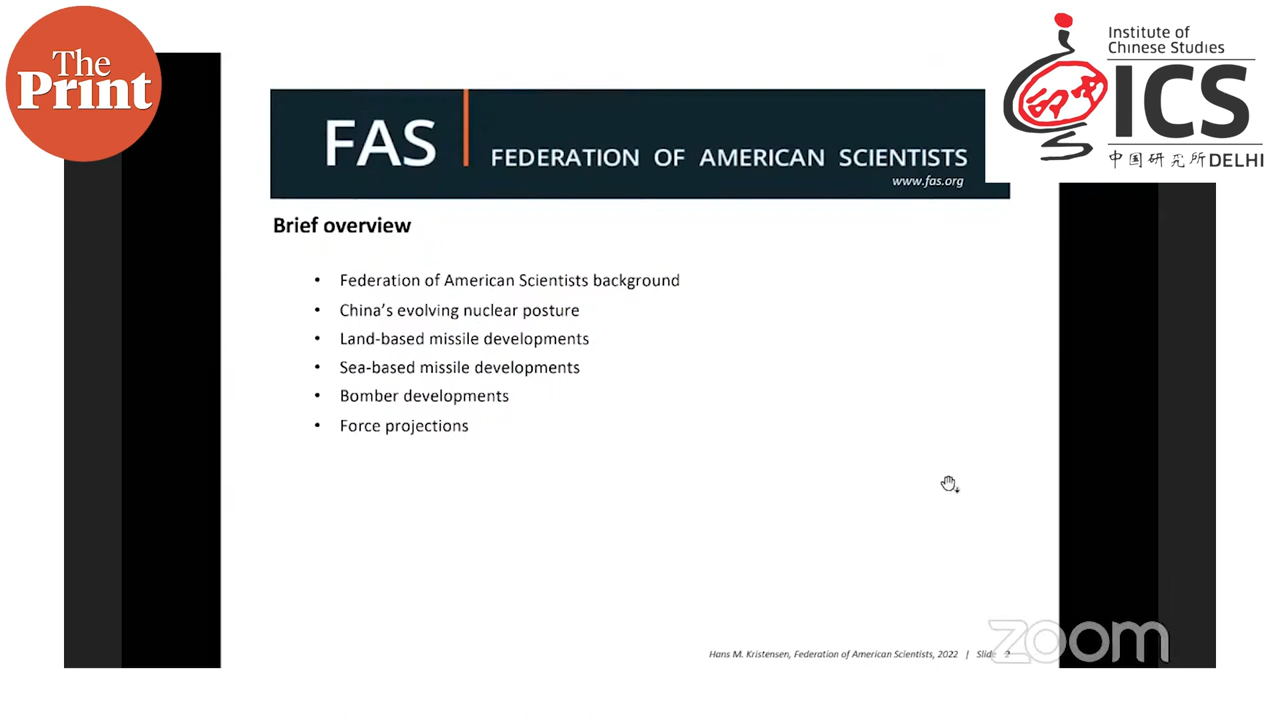 The
Print
Institute of
Chinese Studies
ICS
中国研究所DELHI
FAS
FEDERATION OF AMERICAN SCIENTISTS
www.fas.org
Brief overview
• Federation of American Scientists background
• China's evolving nuclear posture
• Land-based missile developments
• Sea-based missile developments
• Bomber developments
• Force projections
zoom
Hans M. Kristensen, Federation of American Scientists, 2022 | Slide 2